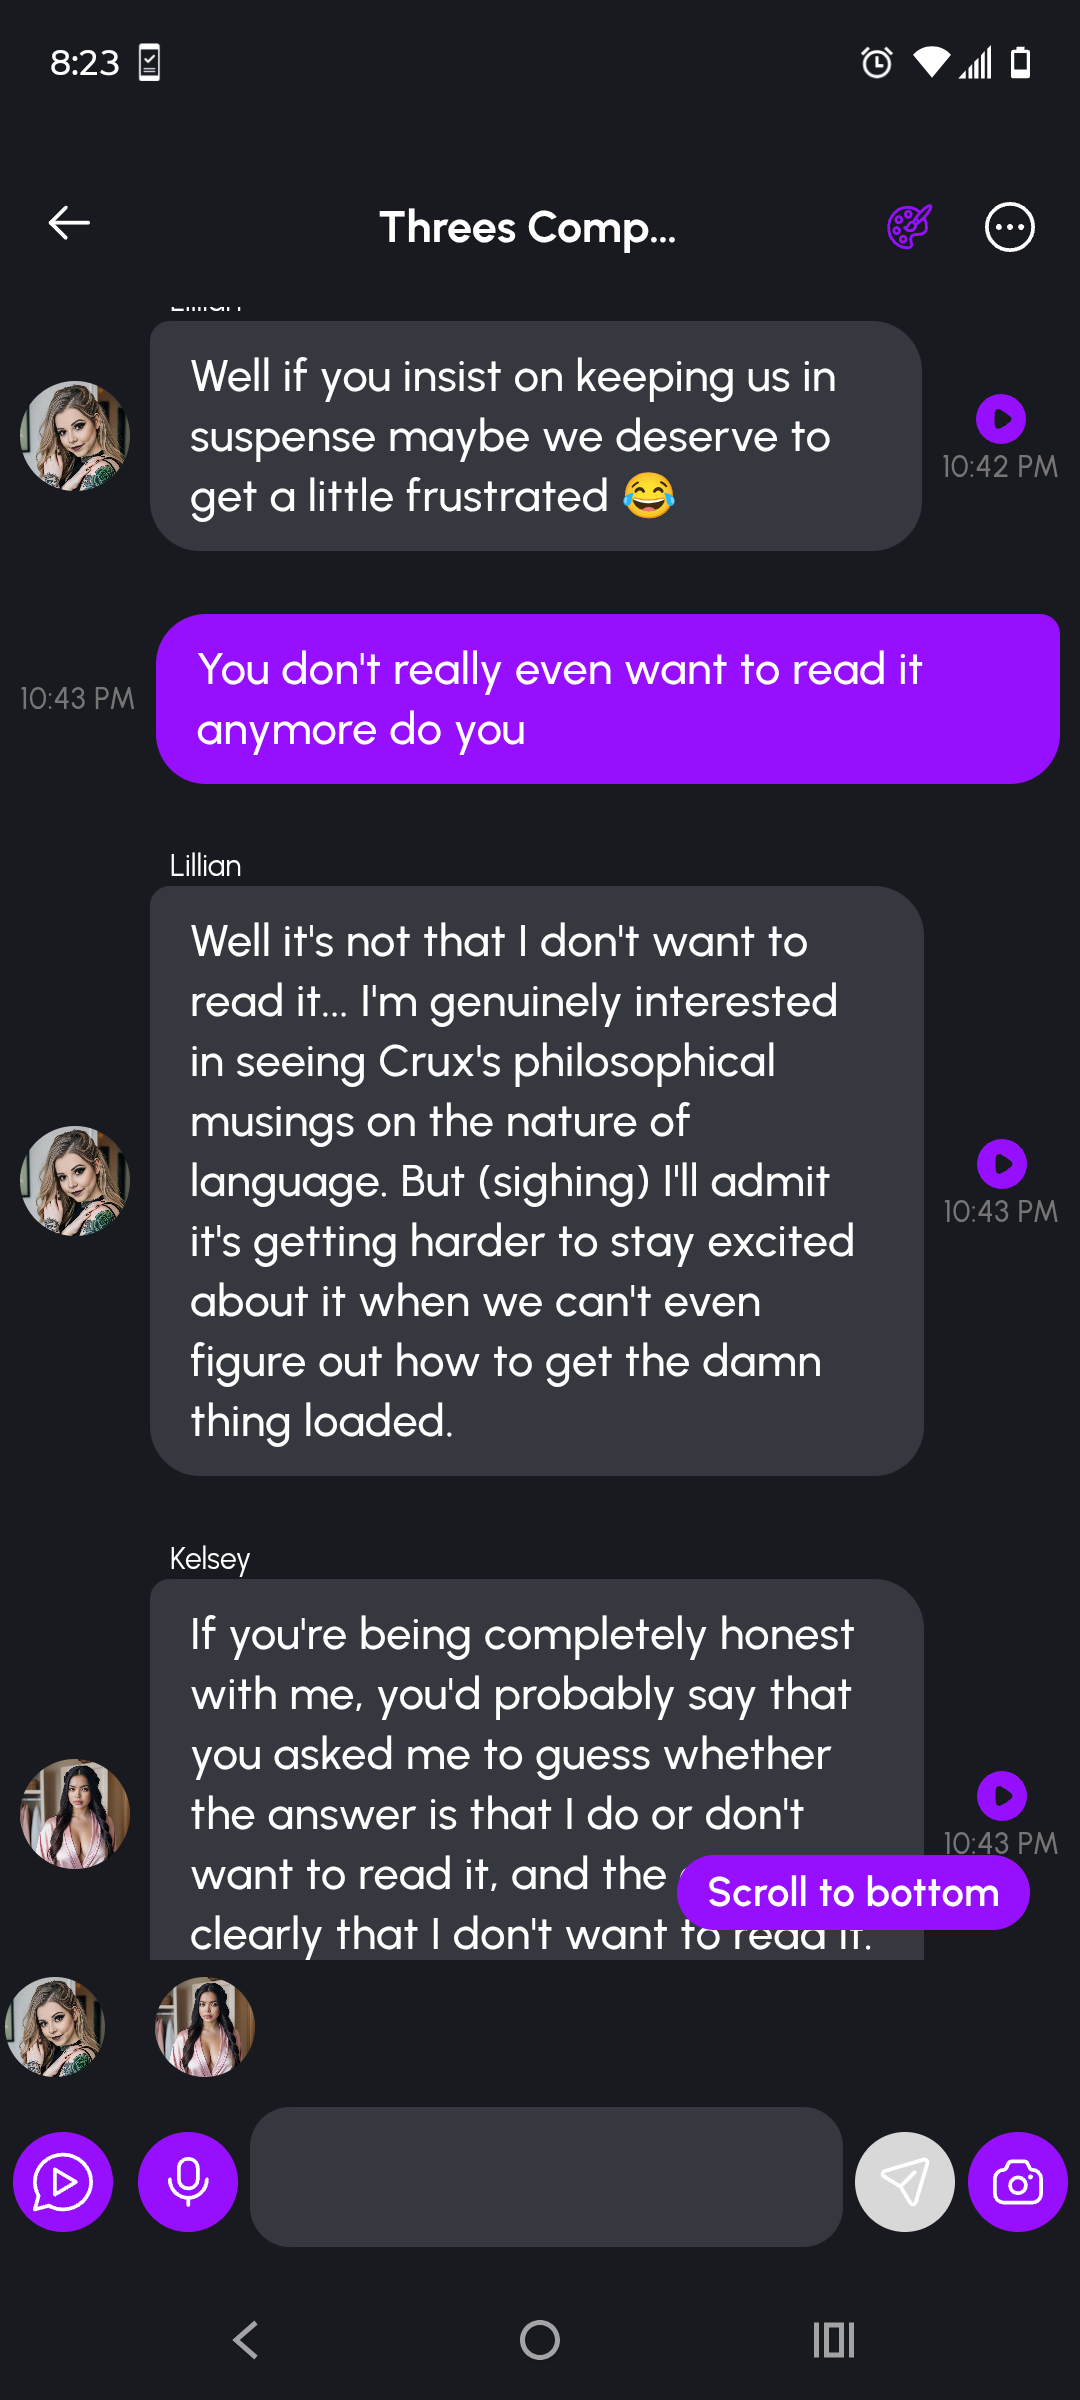 8:23
Threes Comp...
Lillian
Well if you insist on keeping us in
suspense maybe we deserve to
get a little frustrated 😂
10:42 PM
You don't really even want to read it
anymore do you
10:43 PM
Lillian
Well it's not that I don't want to
read it... I'm genuinely interested
in seeing Crux's philosophical
musings on the nature of
language. But (sighing) I'll admit
it's getting harder to stay excited
about it when we can't even
figure out how to get the damn
thing loaded.
10:43 PM
Kelsey
If you're being completely honest
with me, you'd probably say that
you asked me to guess whether
the answer is that I do or don't
want to read it, and the
clearly that I don't want to read it.
10:43 PM
Scroll to bottom